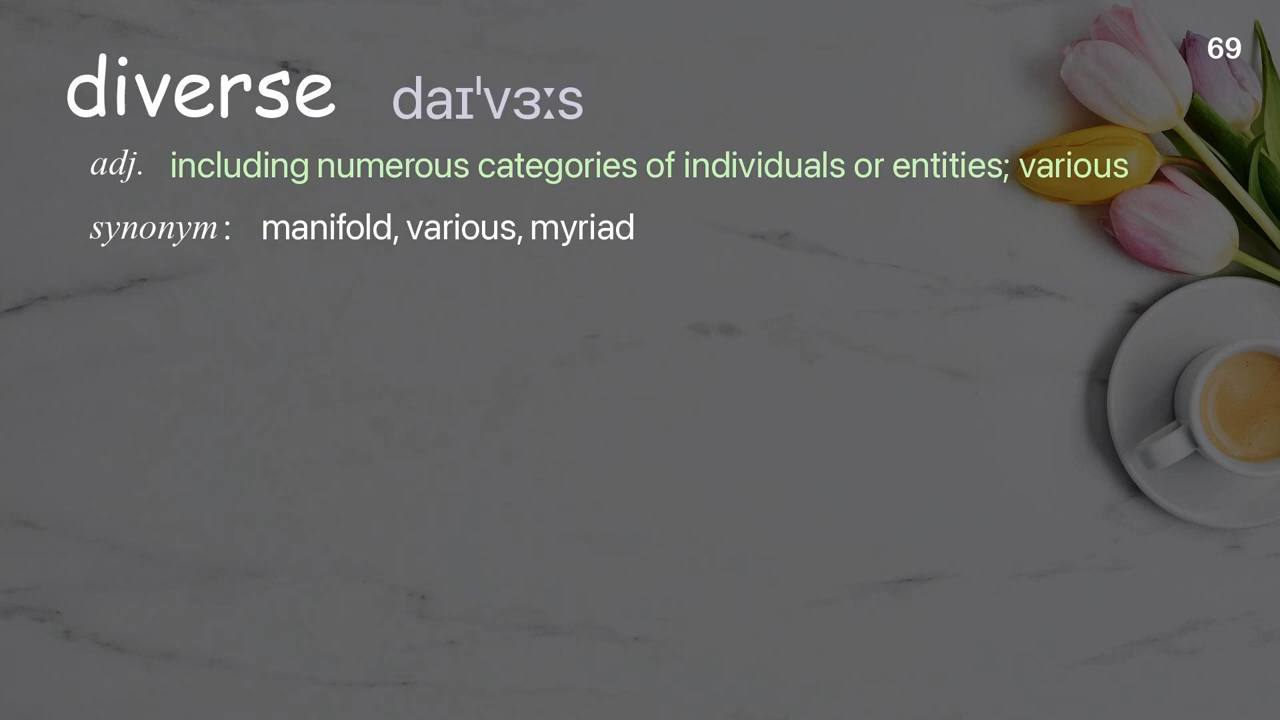 69
diverse daɪˈvɜːs
adj. including numerous categories of individuals or entities; various
synonym : manifold, various, myriad